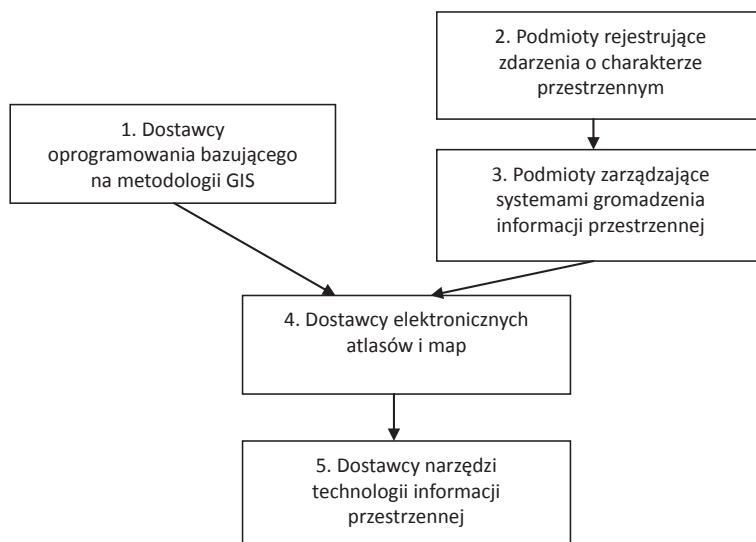 1. Dostawcy
oprogramowania bazującego
na metodologii GIS
2. Podmioty rejestrujące
zdarzenia o charakterze
przestrzennym
3. Podmioty zarządzające
systemami gromadzenia
informacji przestrzennej
4. Dostawcy elektronicznych
atlasów i map
5. Dostawcy narzędzi
technologii informacji
przestrzennej